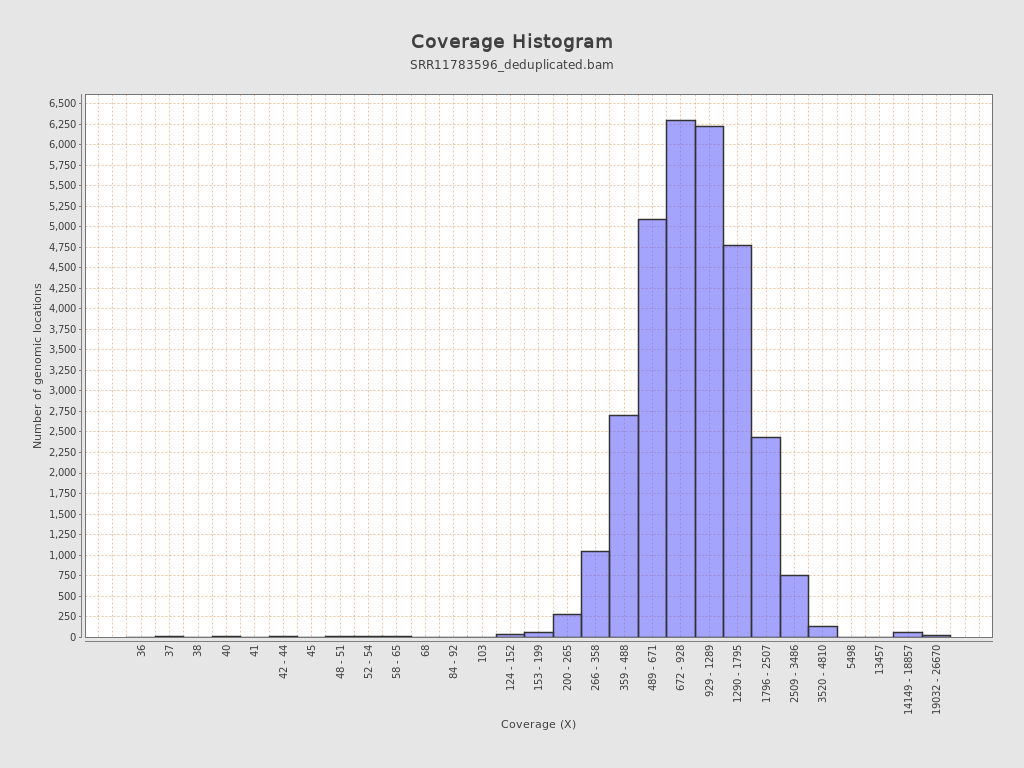 Coverage Histogram
SRR11783596_deduplicated.bam
6,500
6,250
6,000
5,750
5,500
5,250
5,000
4,750
4,500
4,250
4,000
3,750
3,500
3,250
3,000
2,750
2,500
2,250
2,000
1,750
1,500
1,250
1,000
750
500
250
0
Number of genomic locations
36
37
38
40
41
42 - 44
45
48 - 51
52 - 54
58 - 65
68
84 - 92
103
124 - 152
153 - 199
200 - 265
266 - 358
359 - 488
489 - 671
672 - 928
929 - 1289
1290 - 1795
1796 - 2507
2509 - 3486
3520 - 4810
5498
13457
14149 - 18857
19032 - 26670
Coverage (X)